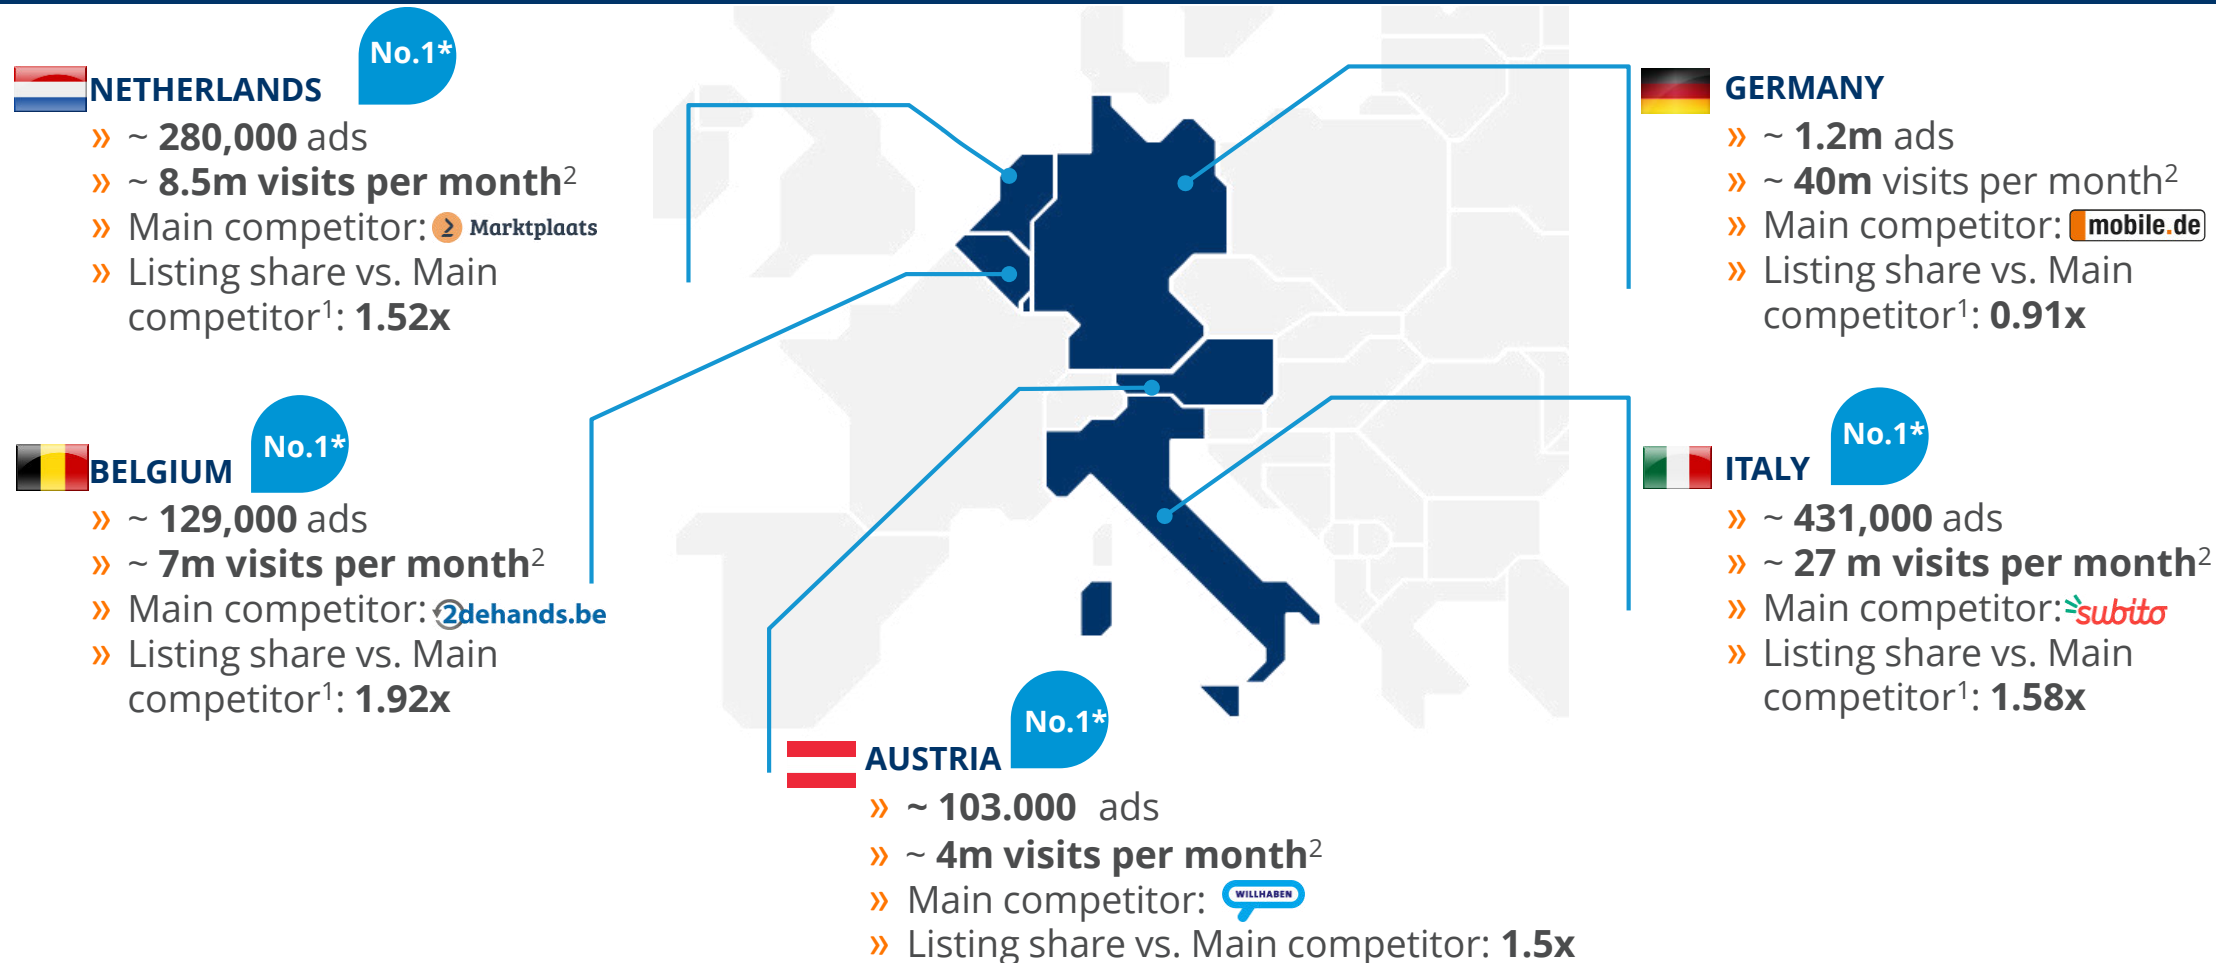 No.1*
NETHERLANDS
» ~ 280,000 ads
» ~ 8.5m visits per month²
» Main competitor: Marktplaats
» Listing share vs. Main
competitor¹: 1.52x
No.1*
BELGIUM
» ~ 129,000 ads
» ~ 7m visits per month²
» Main competitor: 2dehands.be
» Listing share vs. Main
competitor¹: 1.92x
No.1*
AUSTRIA
» ~ 103.000 ads
» ~ 4m visits per month²
» Main competitor: WILLHABEN
» Listing share vs. Main competitor: 1.5x
GERMANY
» ~ 1.2m ads
» ~ 40m visits per month²
» Main competitor: mobile.de
» Listing share vs. Main
competitor¹: 0.91x
No.1*
ITALY
» ~ 431,000 ads
» ~ 27 m visits per month²
» Main competitor: subito
» Listing share vs. Main
competitor¹: 1.58x